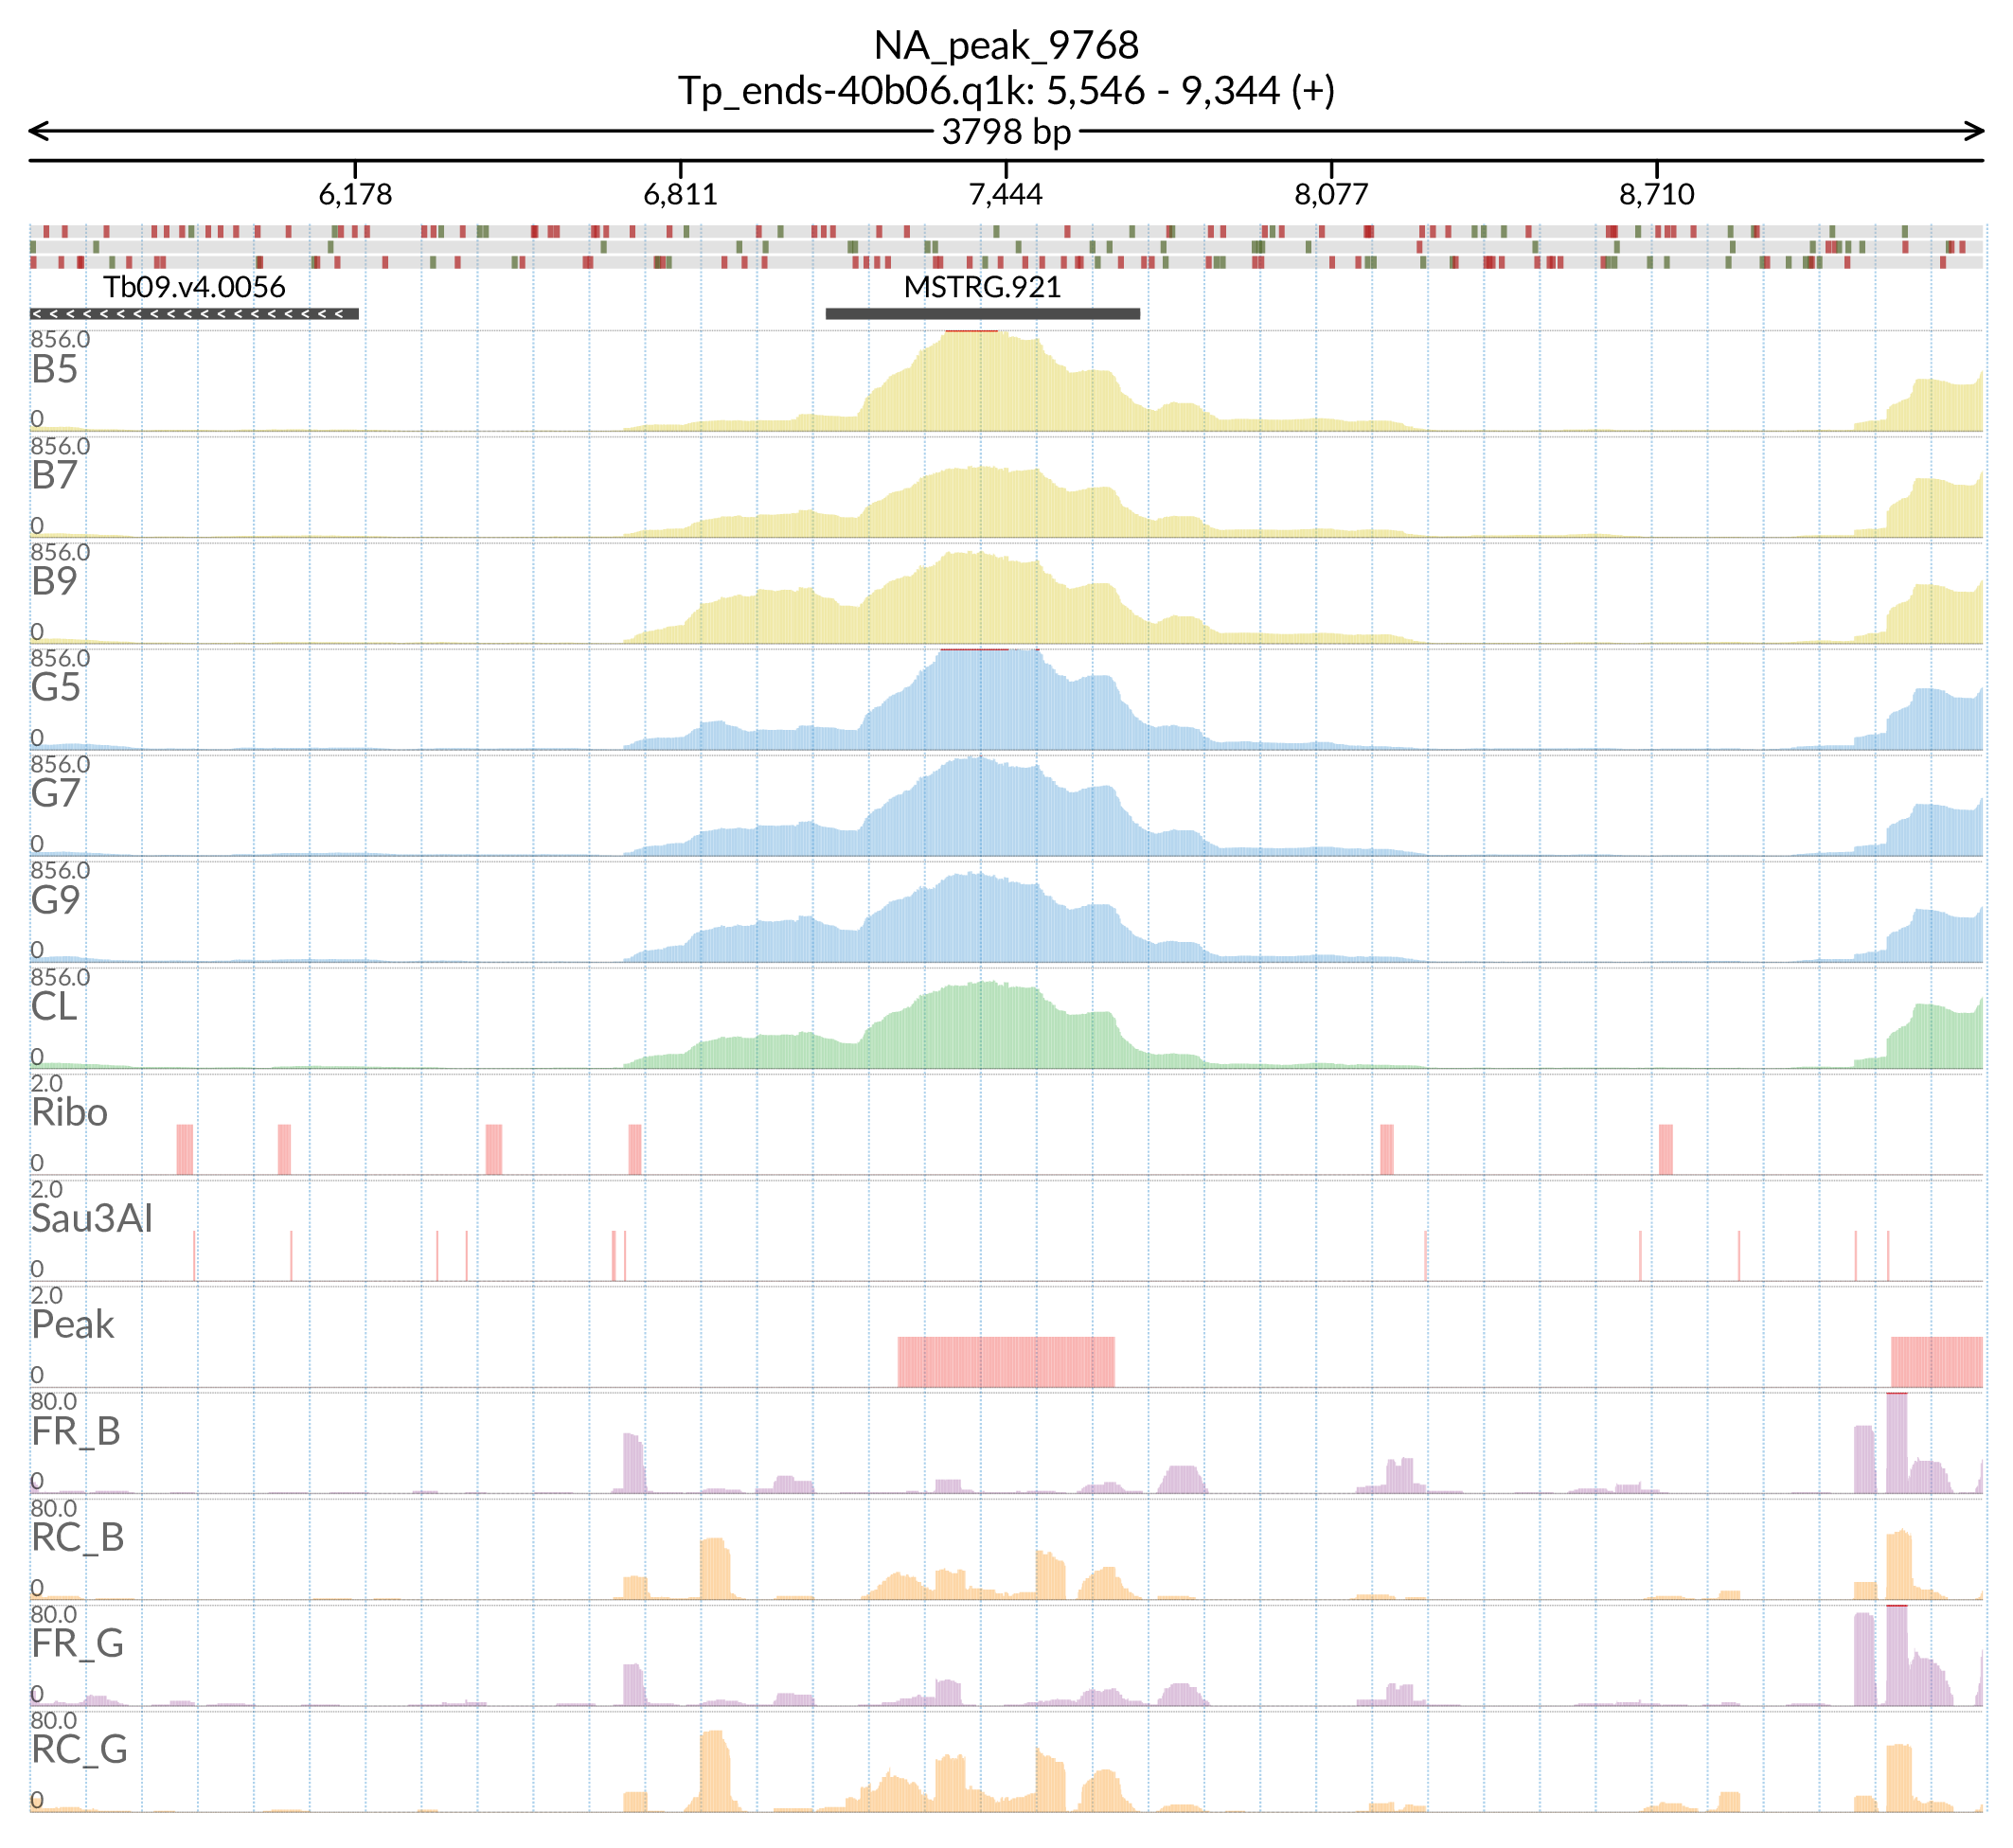 NA_peak_9768
Tp_ends-40b06.q1k: 5,546 - 9,344 (+)
3798 bp
6,178 6,811 7,444 8,077 8,710
Tb09.v4.0056 MSTRG.921
856.0
B5
0
856.0
B7
0
856.0
B9
0
856.0
G5
0
856.0
G7
0
856.0
G9
0
856.0
CL
0
2.0
Ribo
0
2.0
Sau3AI
0
2.0
Peak
0
80.0
FR_B
0
80.0
RC_B
0
80.0
FR_G
0
80.0
RC_G
0